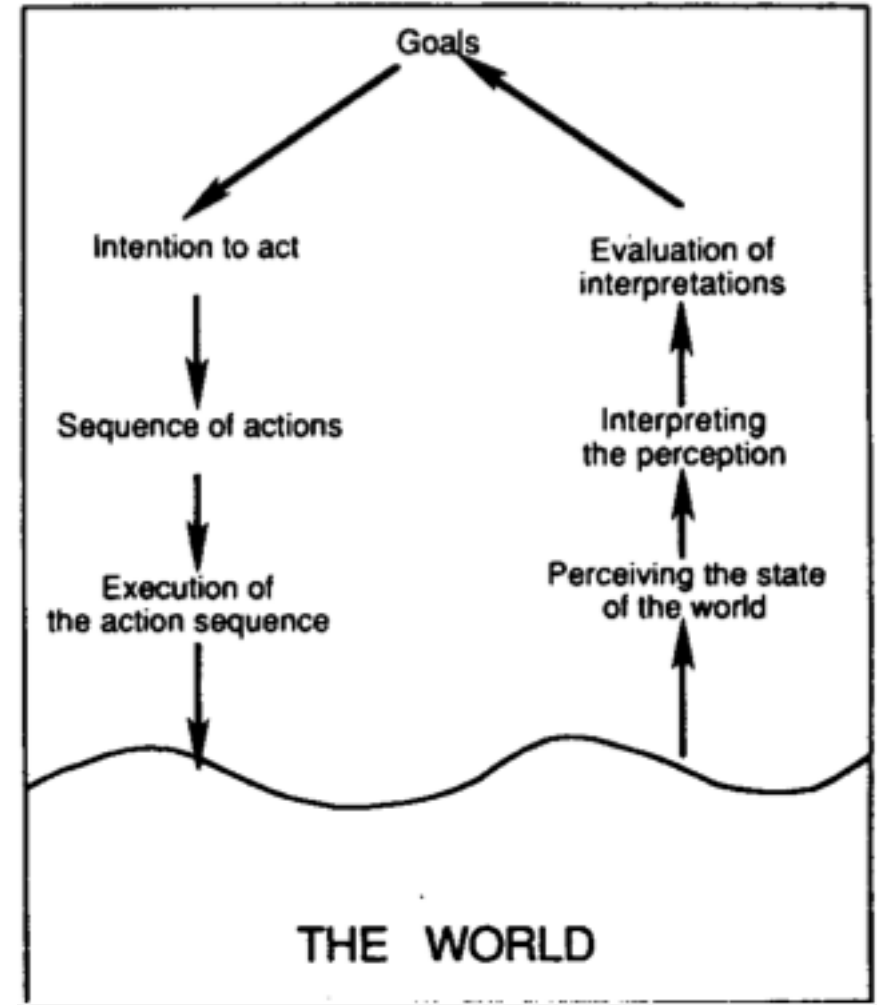 Goals
Intention to act
Sequence of actions
Execution of
the action sequence
Evaluation of
interpretations
Interpreting
the perception
Perceiving the state
of the world
THE WORLD